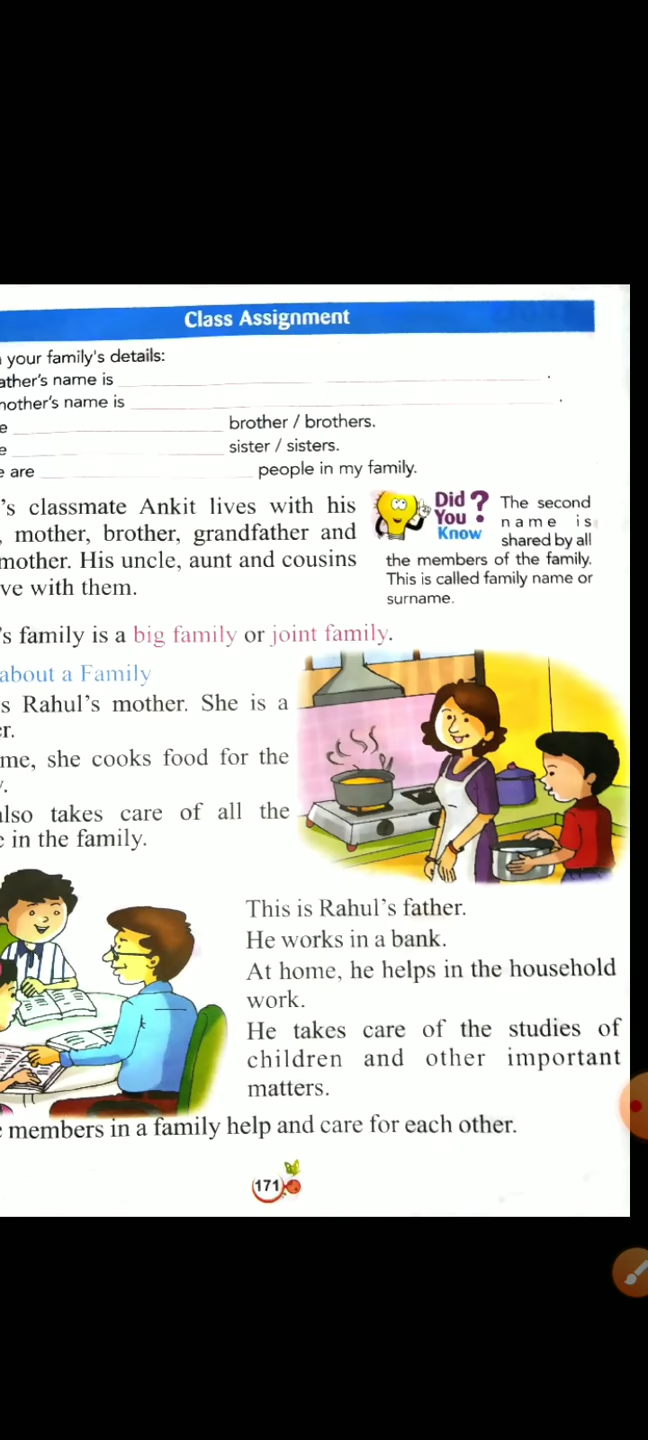 Class Assignment
your family's details:
ather's name is .
nother's name is .
e brother / brothers.
e sister / sisters.
e are people in my family.
's classmate Ankit lives with his
, mother, brother, grandfather and
mother. His uncle, aunt and cousins
ve with them.
Did You Know ?
The second
name is
shared by all
the members of the family.
This is called family name or
surname.
's family is a big family or joint family.
about a Family
s Rahul's mother. She is a
er.
me, she cooks food for the
y.
also takes care of all the
e in the family.
This is Rahul's father.
He works in a bank.
At home, he helps in the household
work.
He takes care of the studies of
children and other important
matters.
e members in a family help and care for each other.
171